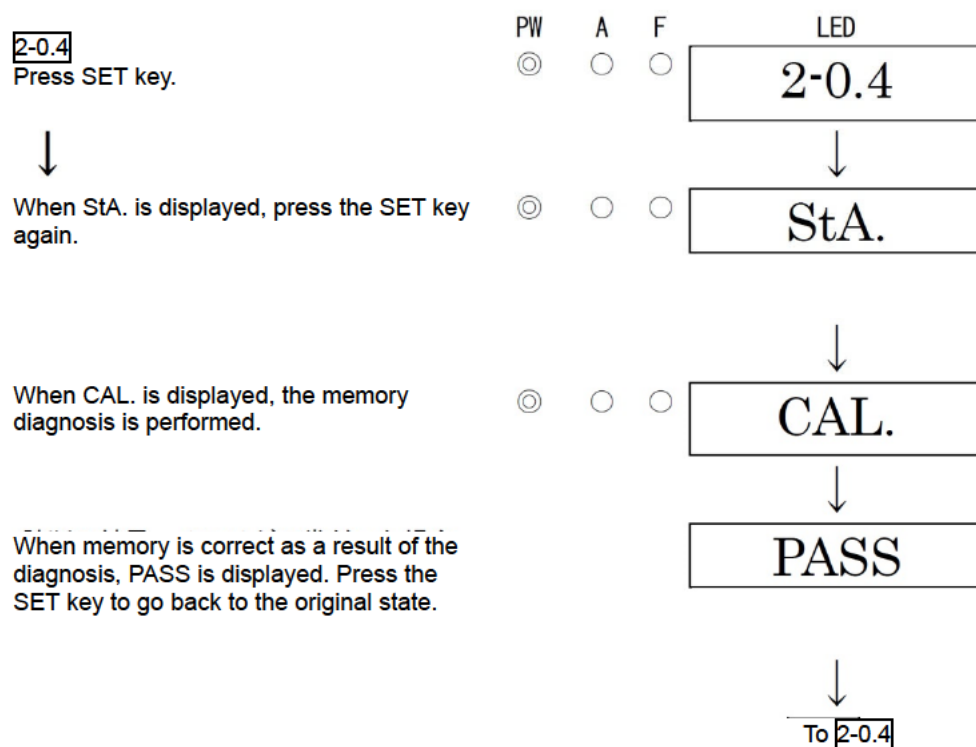 PW A F LED
2-0.4
Press SET key.
2-0.4
When StA. is displayed, press the SET key
again.
StA.
When CAL. is displayed, the memory
diagnosis is performed.
CAL.
When memory is correct as a result of the
diagnosis, PASS is displayed. Press the
SET key to go back to the original state.
PASS
To 2-0.4